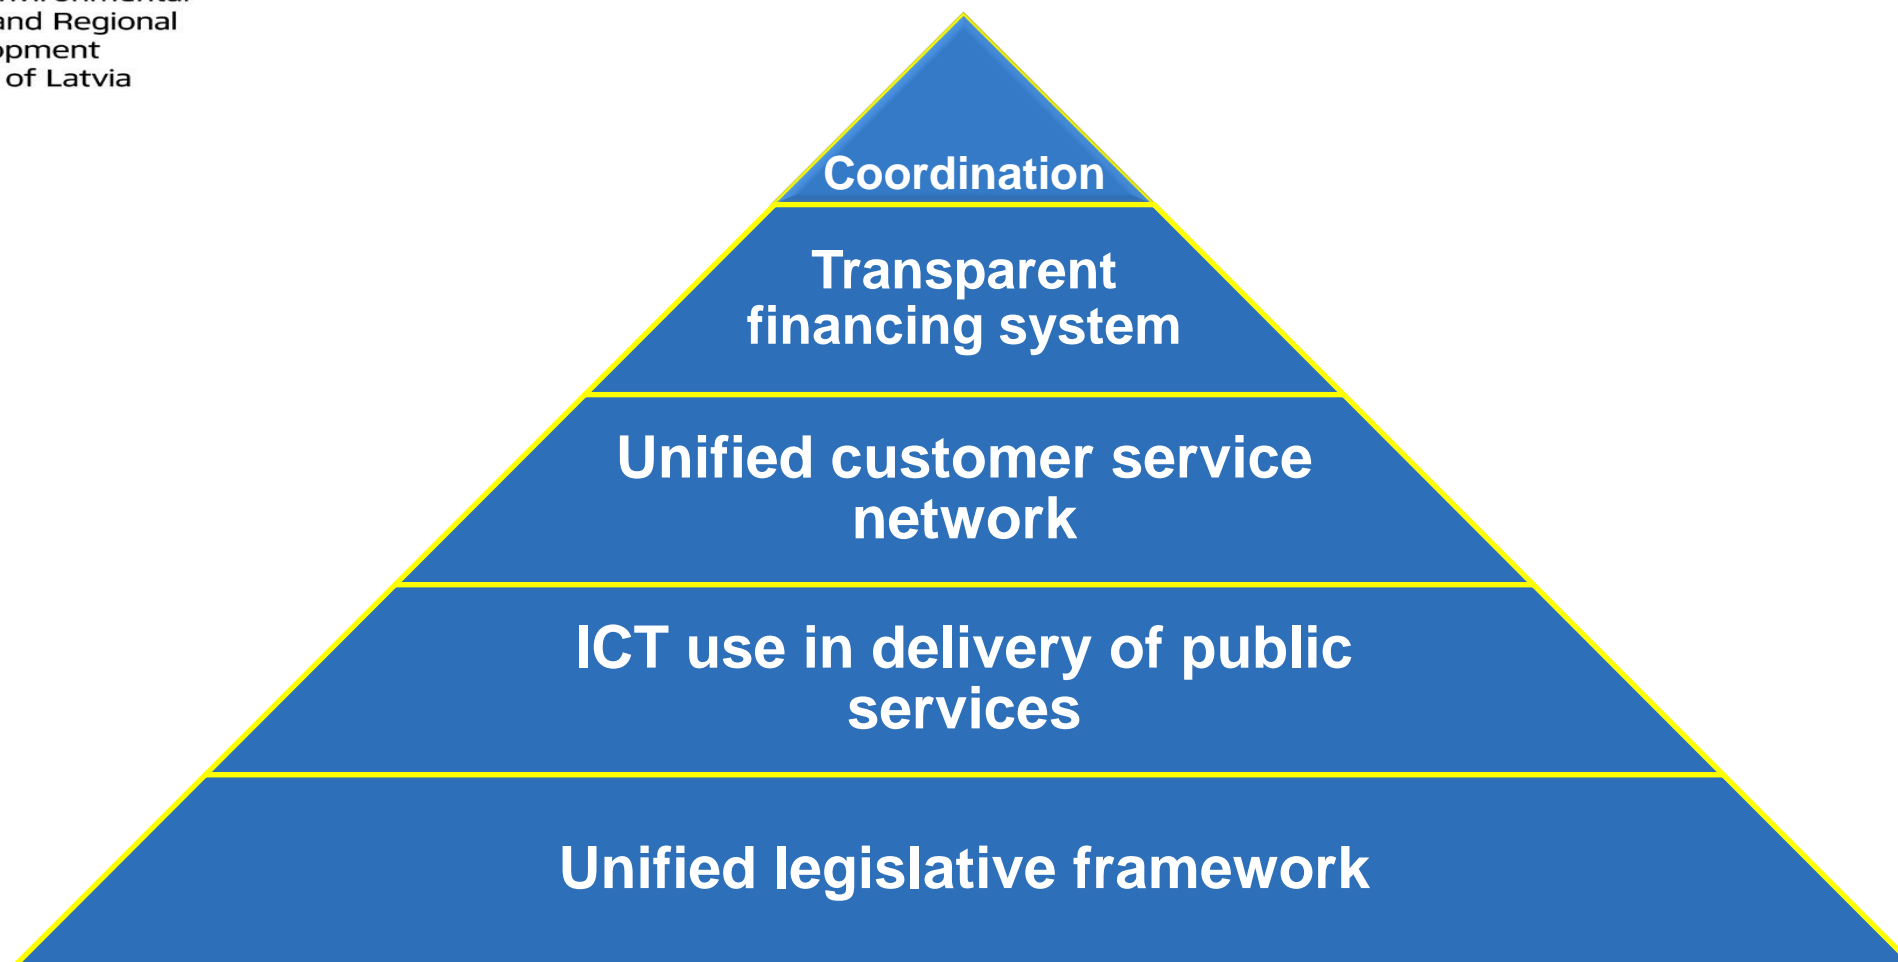 and Regional
of Latvia
Coordination
Transparent
financing system
Unified customer service
network
ICT use in delivery of public
services
Unified legislative framework